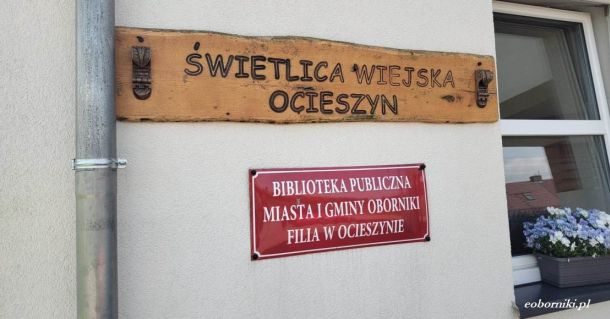 ŚWIETLICA WIEJSKA
OCIESZYN
BIBLIOTEKA PUBLICZNA
MIASTA I GMINY OBORNIKI
FILIA W OCIESZYNIE
eoborniki.pl